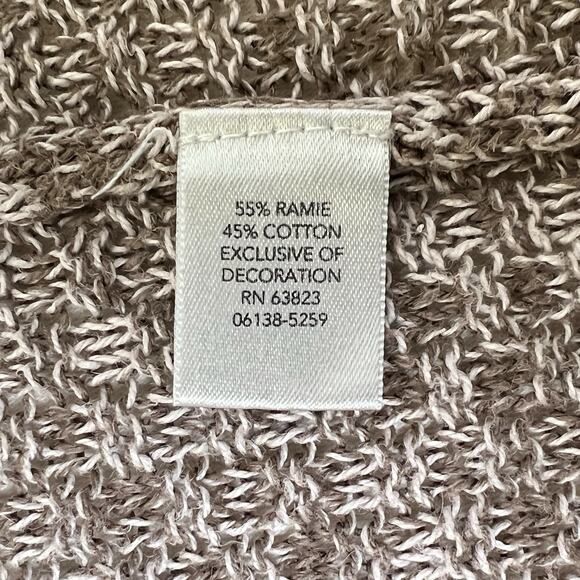 55% RAMIE
45% COTTON
EXCLUSIVE OF
DECORATION
RN 63823
06138-5259